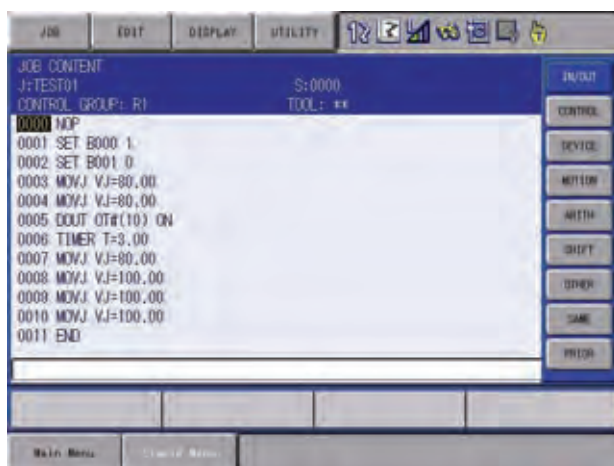 JOB EDIT DISPLAY UTILITY
JOB CONTENT
J:TEST01 S:0000
CONTROL GROUP: R1 TOOL: **
0000 NOP
0001 SET B000 1
0002 SET B001 0
0003 MOVJ VJ=80.00
0004 MOVJ VJ=80.00
0005 DOUT OT#(10) ON
0006 TIMER T=3.00
0007 MOVJ VJ=80.00
0008 MOVJ VJ=100.00
0009 MOVJ VJ=100.00
0010 MOVJ VJ=100.00
0011 END
IN/OUT
CONTROL
DEVICE
MOTION
ARITH
SHIFT
OTHER
SAME
PRIOR
Main Menu Simple Menu